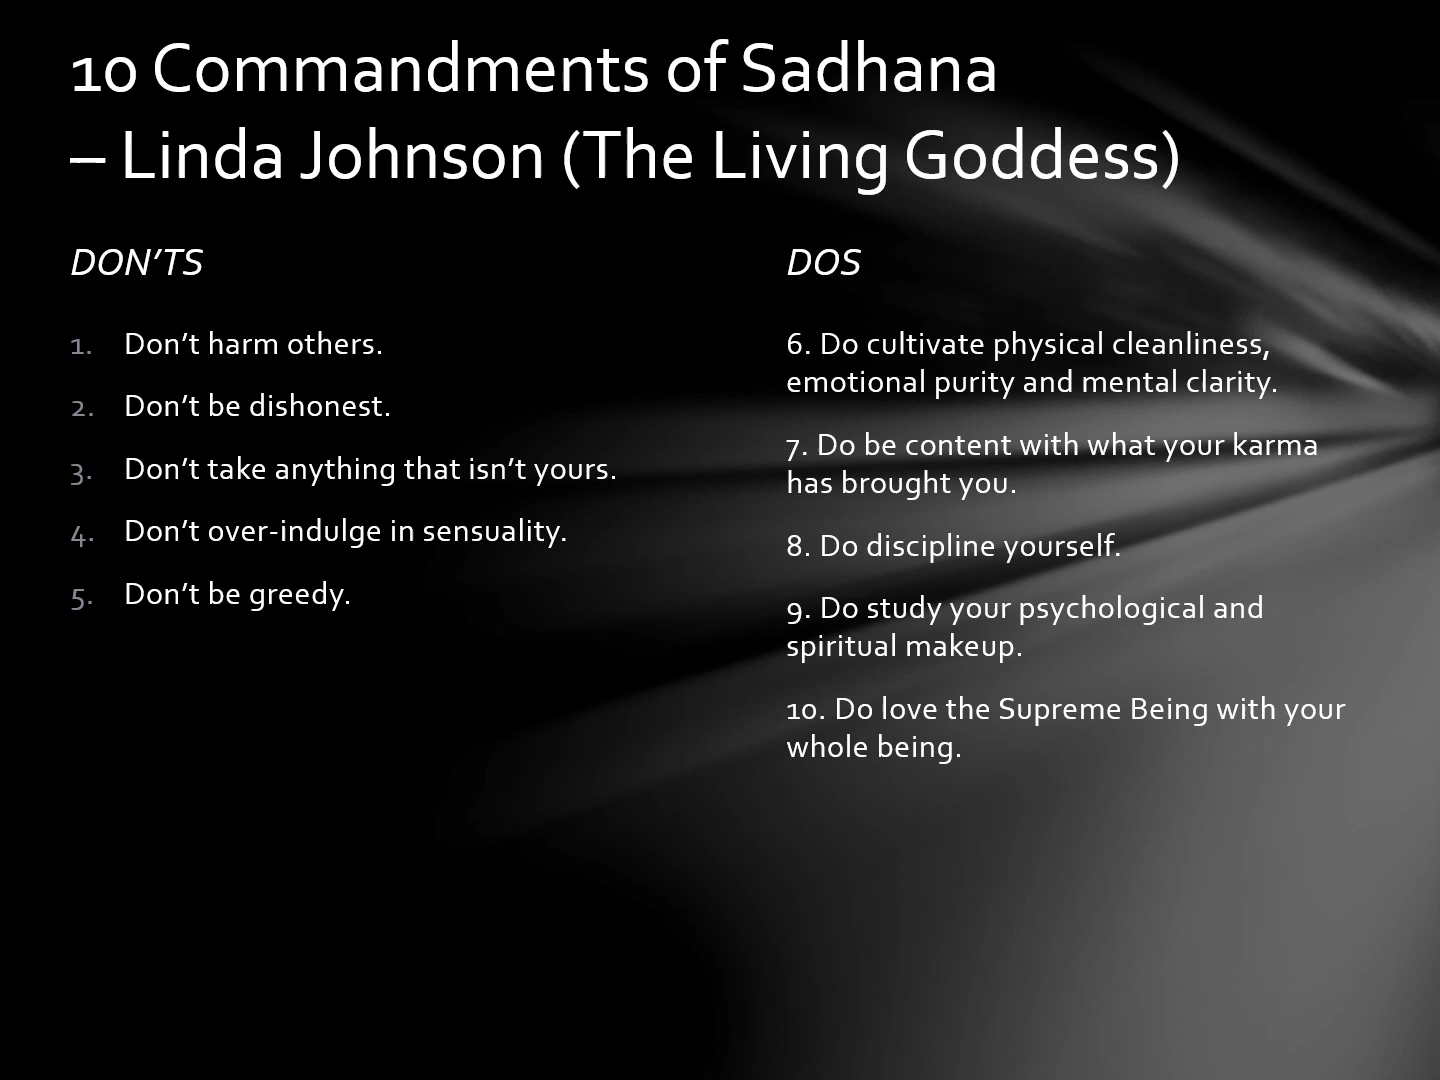 10 Commandments of Sadhana
– Linda Johnson (The Living Goddess)
DON’TS
1. Don’t harm others.
2. Don’t be dishonest.
3. Don’t take anything that isn’t yours.
4. Don’t over-indulge in sensuality.
5. Don’t be greedy.
DOS
6. Do cultivate physical cleanliness,
emotional purity and mental clarity.
7. Do be content with what your karma
has brought you.
8. Do discipline yourself.
9. Do study your psychological and
spiritual makeup.
10. Do love the Supreme Being with your
whole being.